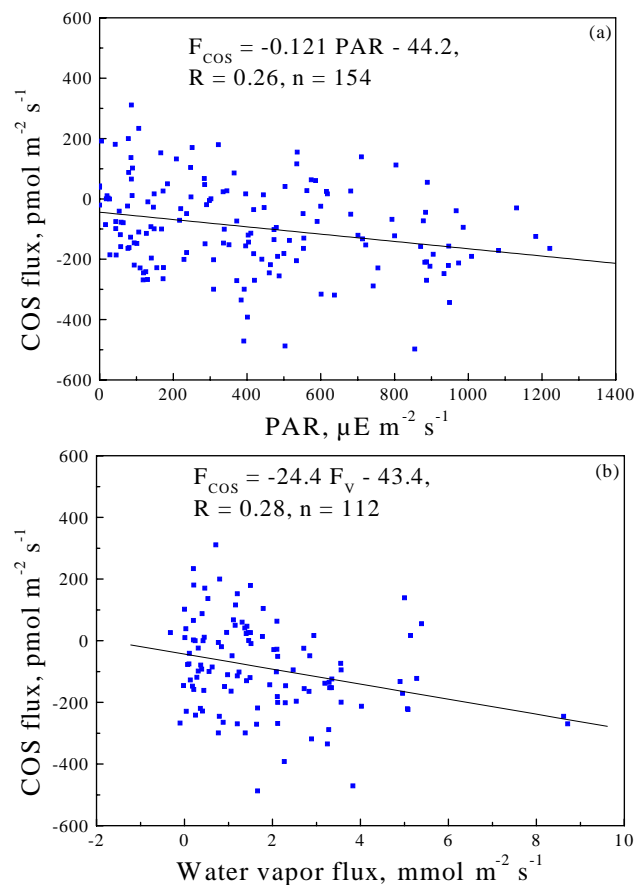 600
400
200
0
-200
-400
-600
COS flux, pmol m⁻² s⁻¹
(a)
F_COS = -0.121 PAR - 44.2,
R = 0.26, n = 154
0 200 400 600 800 1000 1200 1400
PAR, µE m⁻² s⁻¹
600
400
200
0
-200
-400
-600
COS flux, pmol m⁻² s⁻¹
(b)
F_COS = -24.4 F_V - 43.4,
R = 0.28, n = 112
-2 0 2 4 6 8 10
Water vapor flux, mmol m⁻² s⁻¹